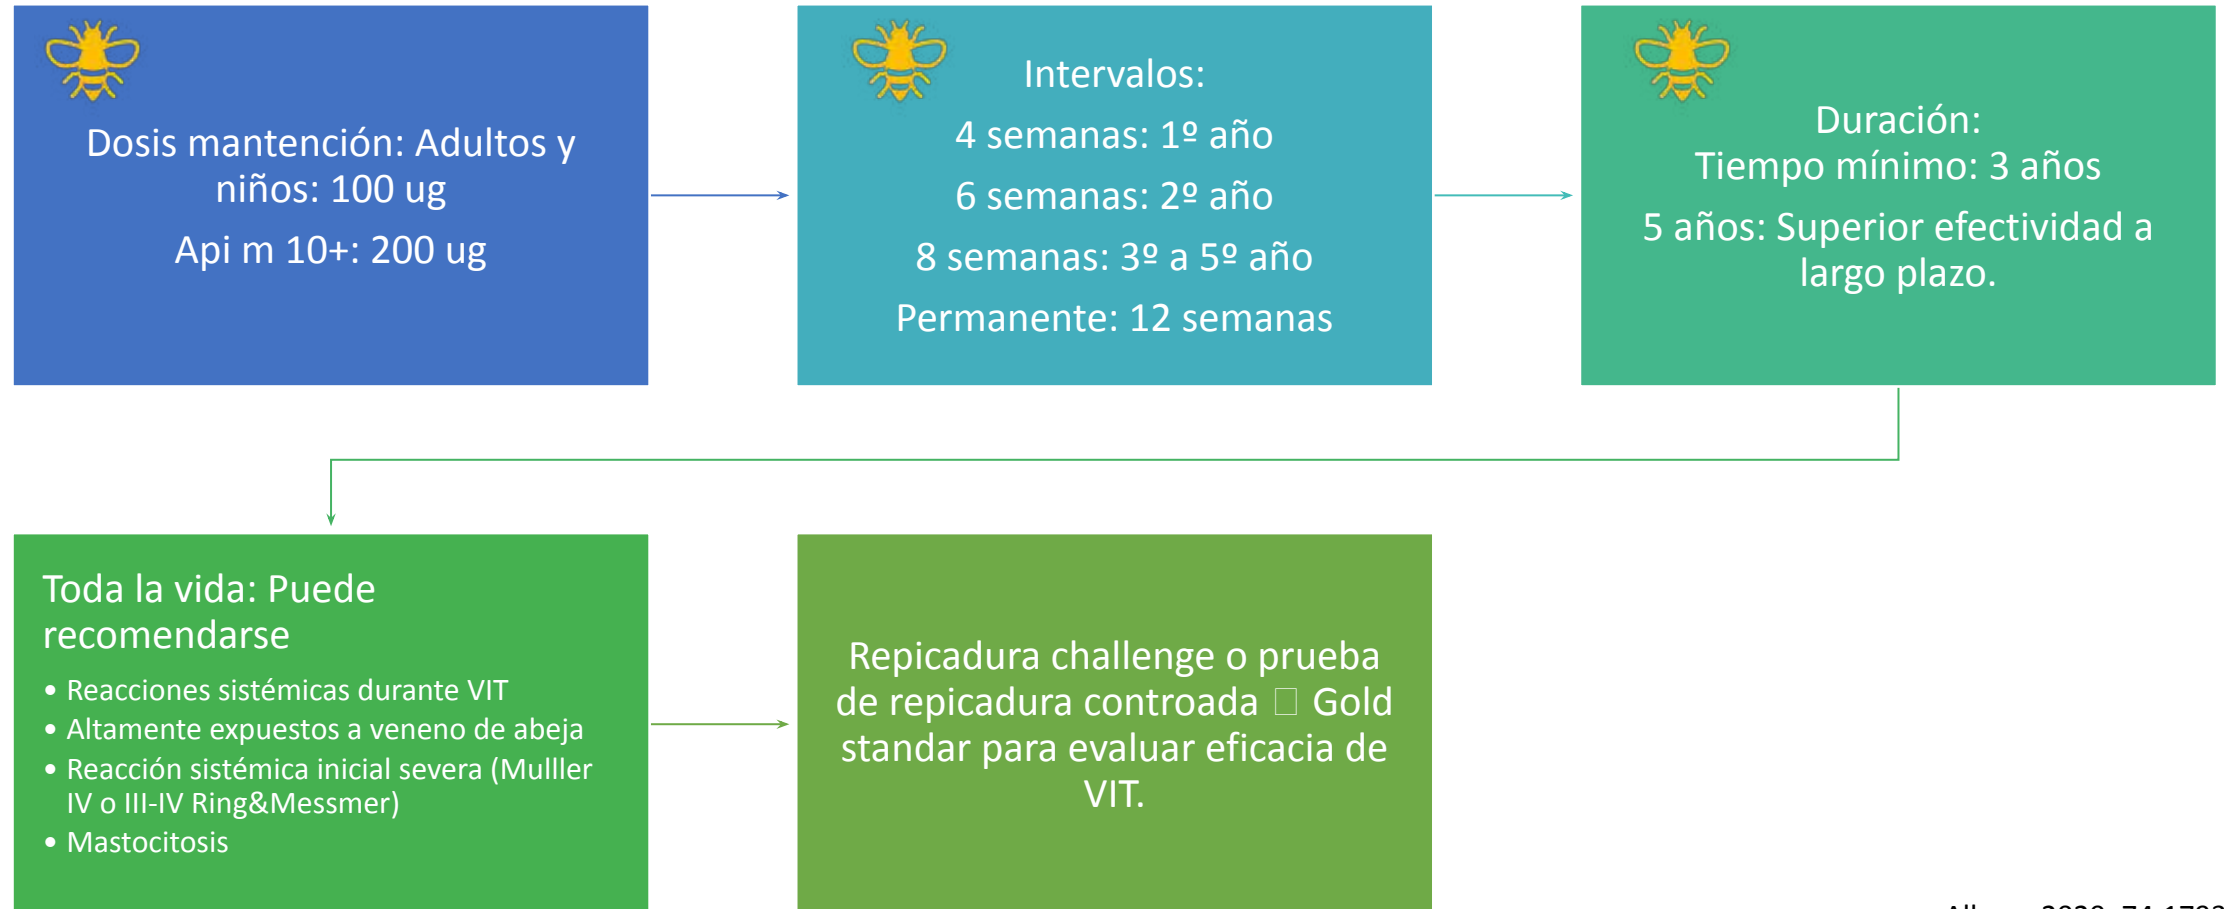 Dosis mantención: Adultos y
niños: 100 ug
Api m 10+: 200 ug
Intervalos:
4 semanas: 1º año
6 semanas: 2º año
8 semanas: 3º a 5º año
Permanente: 12 semanas
Duración:
Tiempo mínimo: 3 años
5 años: Superior efectividad a
largo plazo.
Toda la vida: Puede
recomendarse
• Reacciones sistémicas durante VIT
• Altamente expuestos a veneno de abeja
• Reacción sistémica inicial severa (Mulller
IV o III-IV Ring&Messmer)
• Mastocitosis
Repicadura challenge o prueba
de repicadura controada □ Gold
standar para evaluar eficacia de
VIT.